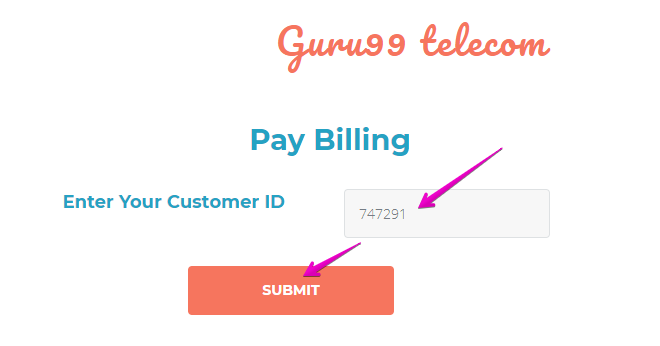 Guru99 telecom
Pay Billing
Enter Your Customer ID
747291
SUBMIT